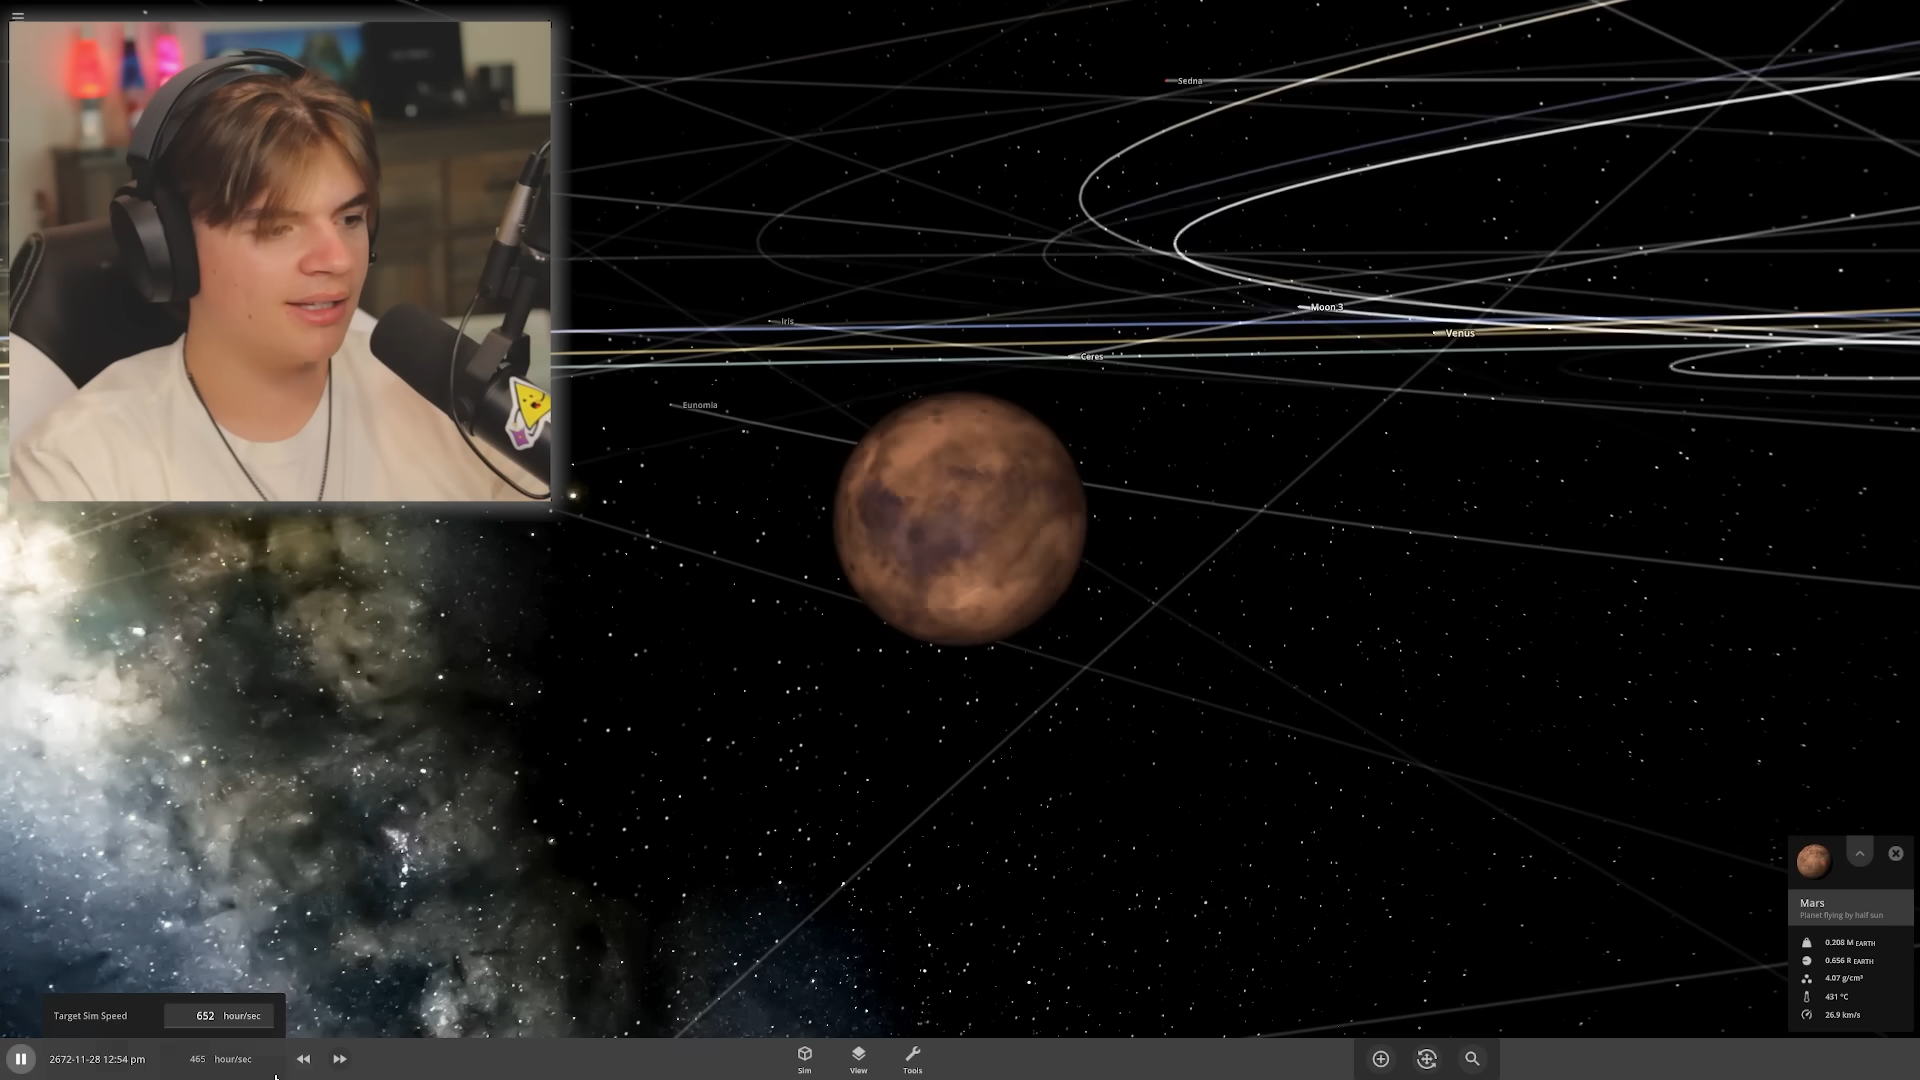 Sedna
Moon 3
Iris
Venus
Ceres
Eunomia
Mars
Planet flying by half sun
0.208 M EARTH
0.656 R EARTH
4.07 g/cm³
431 °C
26.9 km/s
Target Sim Speed 652 hour/sec
2672-11-28 12:54 pm 465 hour/sec
Sim View Tools